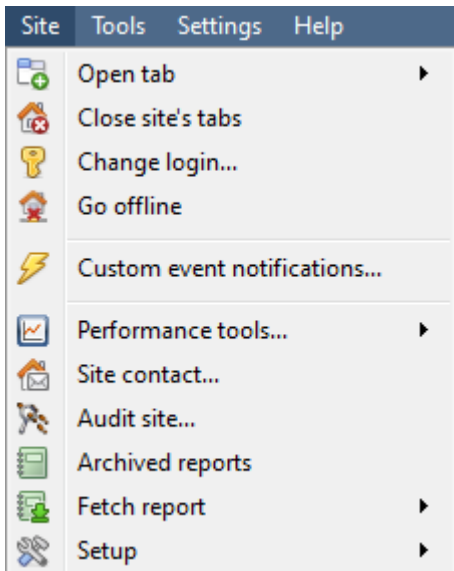 Site Tools Settings Help
Open tab
Close site's tabs
Change login...
Go offline
Custom event notifications...
Performance tools...
Site contact...
Audit site...
Archived reports
Fetch report
Setup